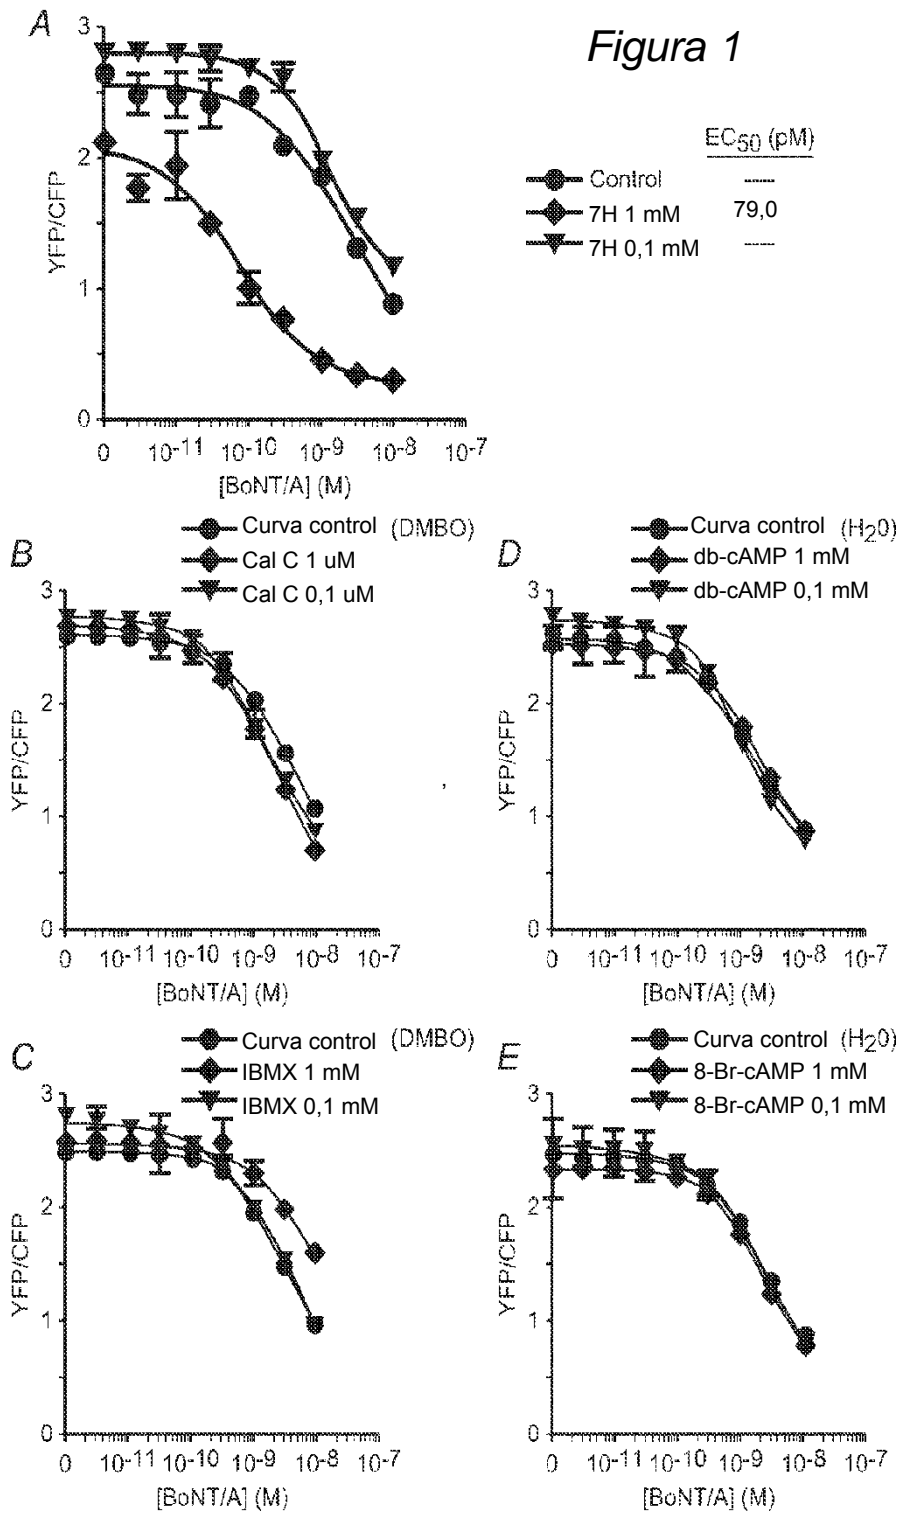 Figura 1
A
EC50 (pM)
Control -----
7H 1 mM 79,0
7H 0,1 mM -----
YFP/CFP
3
2
1
0
0 10-11 10-10 10-9 10-8 10-7
[BoNT/A] (M)
B
Curva control (DMBO)
Cal C 1 uM
Cal C 0,1 uM
YFP/CFP
3
2
1
0
0 10-11 10-10 10-9 10-8 10-7
[BoNT/A] (M)
D
Curva control (H20)
db-cAMP 1 mM
db-cAMP 0,1 mM
YFP/CFP
3
2
1
0
0 10-11 10-10 10-9 10-8 10-7
[BoNT/A] (M)
,
C
Curva control (DMBO)
IBMX 1 mM
IBMX 0,1 mM
YFP/CFP
3
2
1
0
0 10-11 10-10 10-9 10-8 10-7
[BoNT/A] (M)
E
Curva control (H20)
8-Br-cAMP 1 mM
8-Br-cAMP 0,1 mM
YFP/CFP
3
2
1
0
0 10-11 10-10 10-9 10-8 10-7
[BoNT/A] (M)